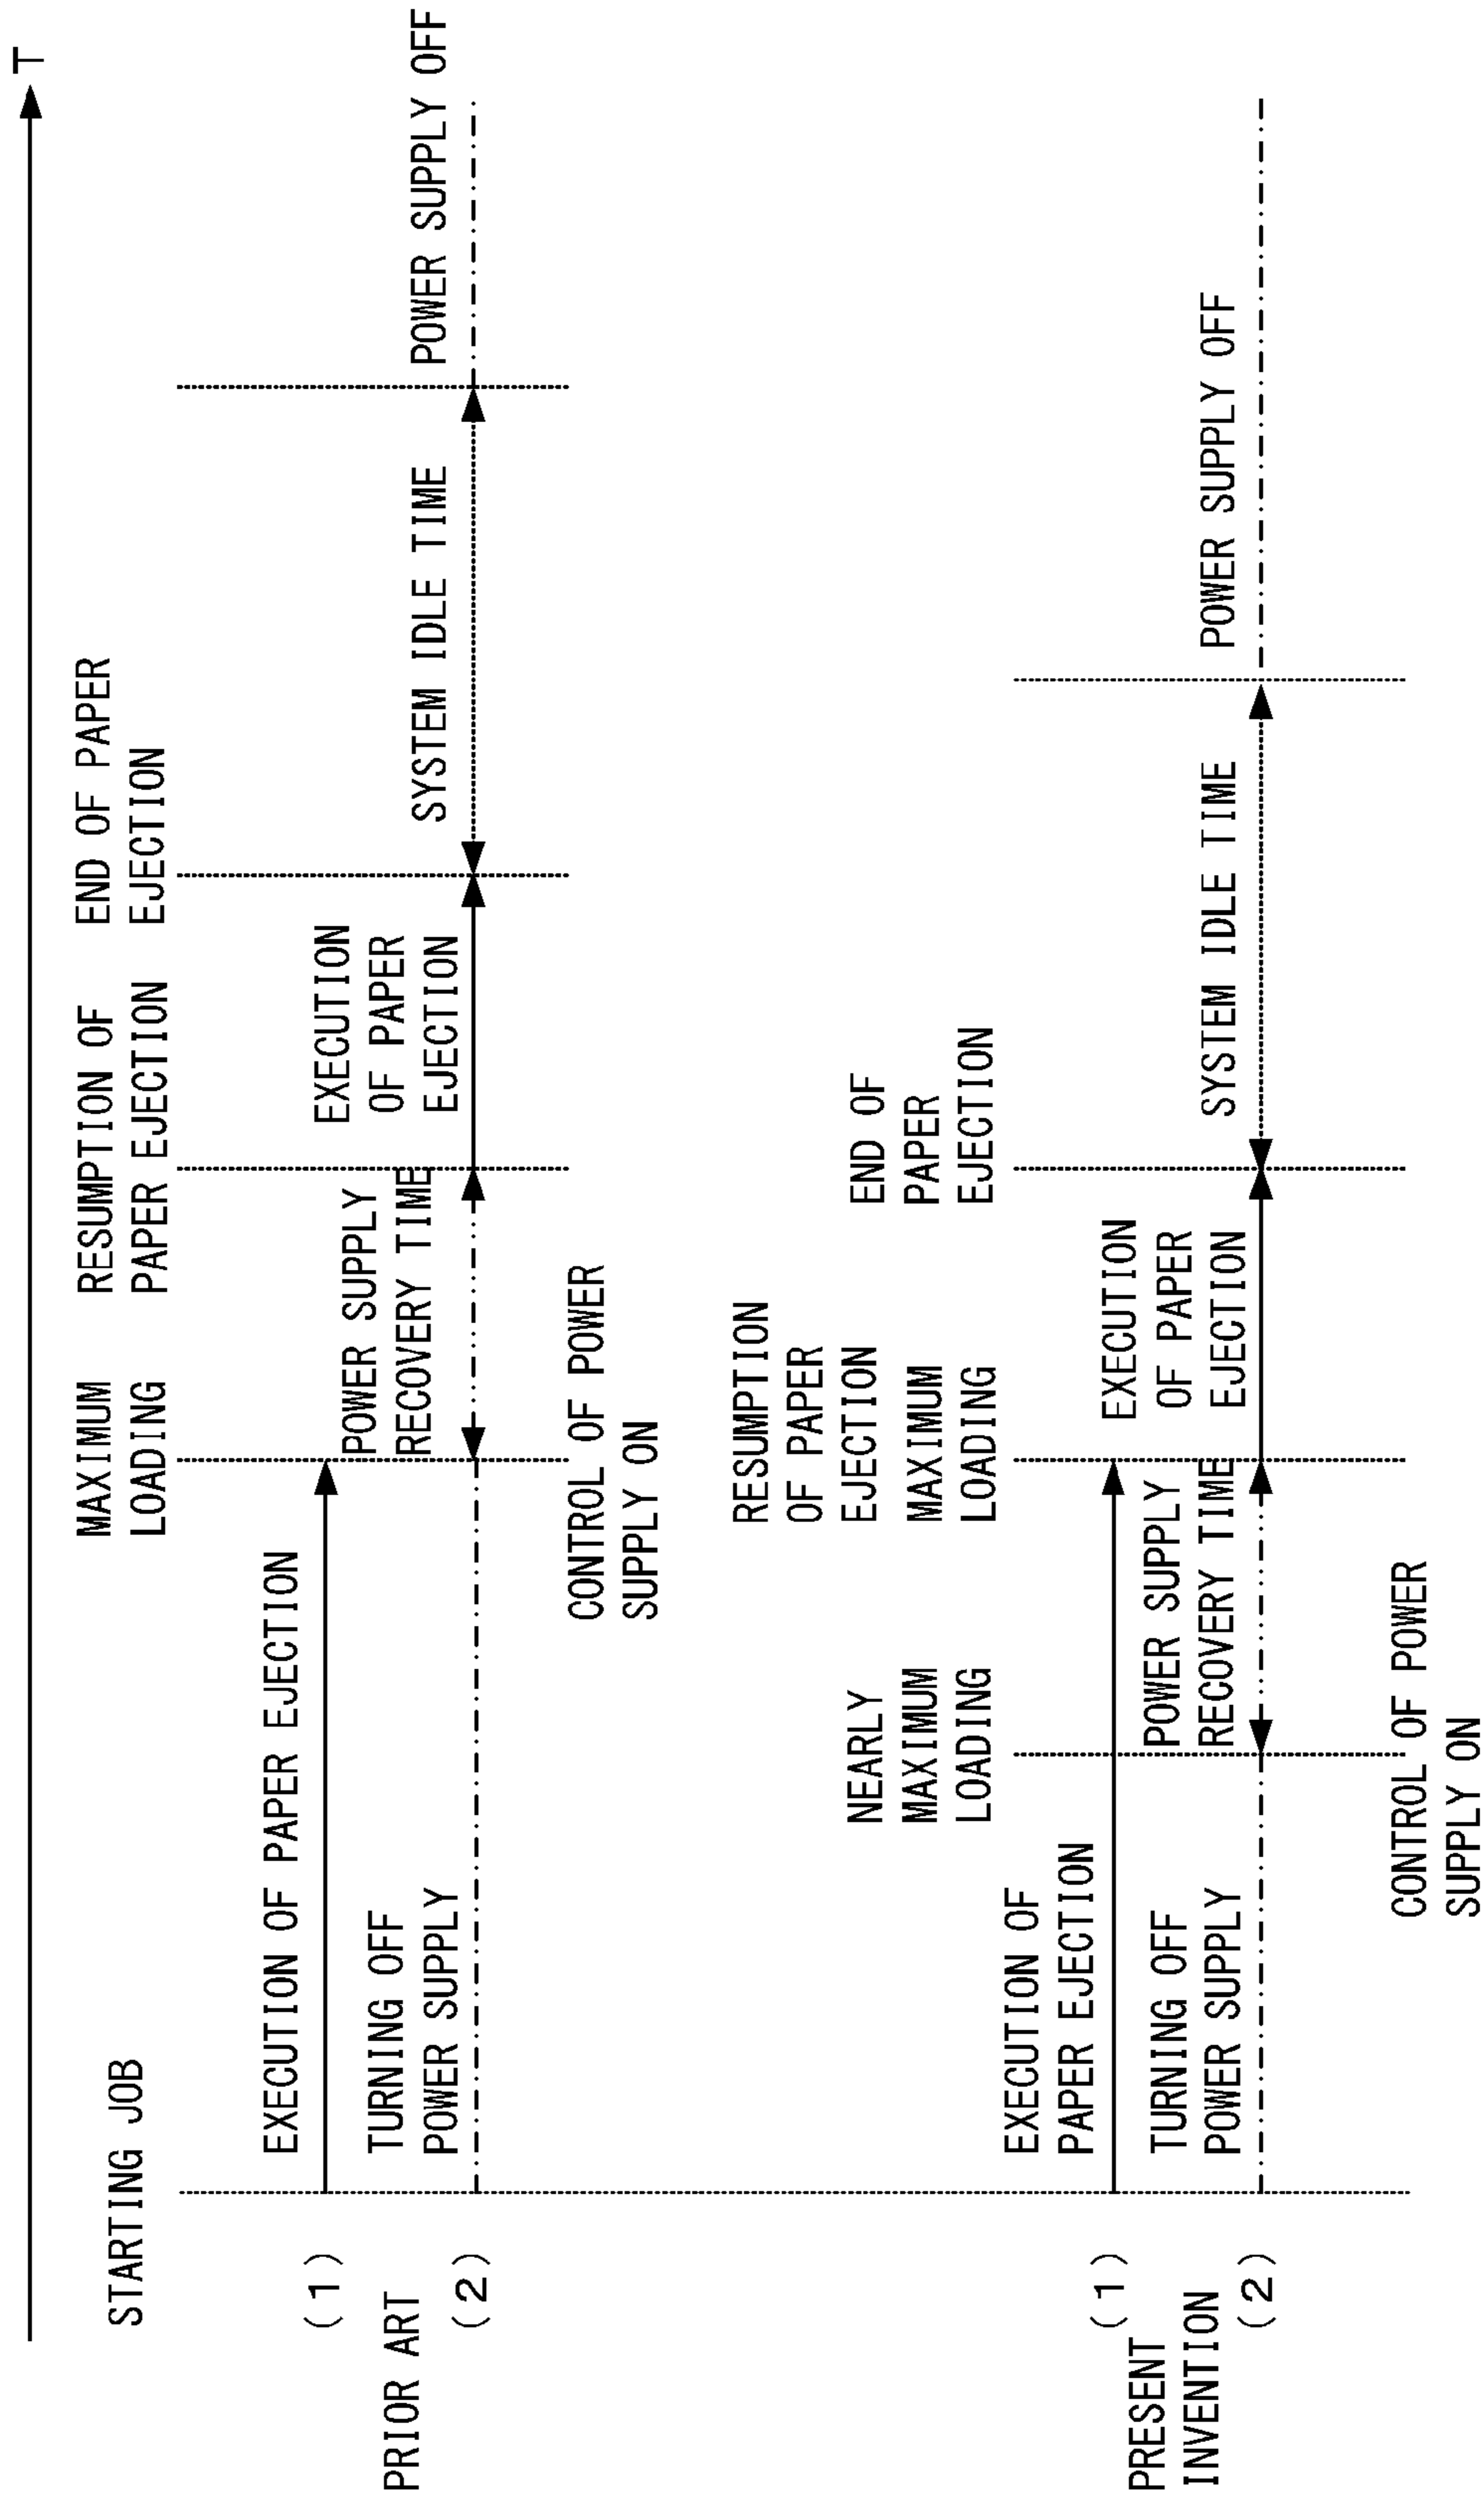 T
STARTING JOB
MAXIMUM
LOADING
RESUMPTION OF
PAPER EJECTION
END OF PAPER
EJECTION
PRIOR ART
(1)
EXECUTION OF PAPER EJECTION
(2)
TURNING OFF
POWER SUPPLY
POWER SUPPLY
RECOVERY TIME
EXECUTION
OF PAPER
EJECTION
SYSTEM IDLE TIME
POWER SUPPLY OFF
CONTROL OF POWER
SUPPLY ON
NEARLY
MAXIMUM
LOADING
RESUMPTION
OF PAPER
EJECTION
MAXIMUM
LOADING
END OF
PAPER
EJECTION
PRESENT
INVENTION
(1)
EXECUTION OF
PAPER EJECTION
(2)
TURNING OFF
POWER SUPPLY
POWER SUPPLY
RECOVERY TIME
EXECUTION
OF PAPER
EJECTION
SYSTEM IDLE TIME
POWER SUPPLY OFF
CONTROL OF POWER
SUPPLY ON